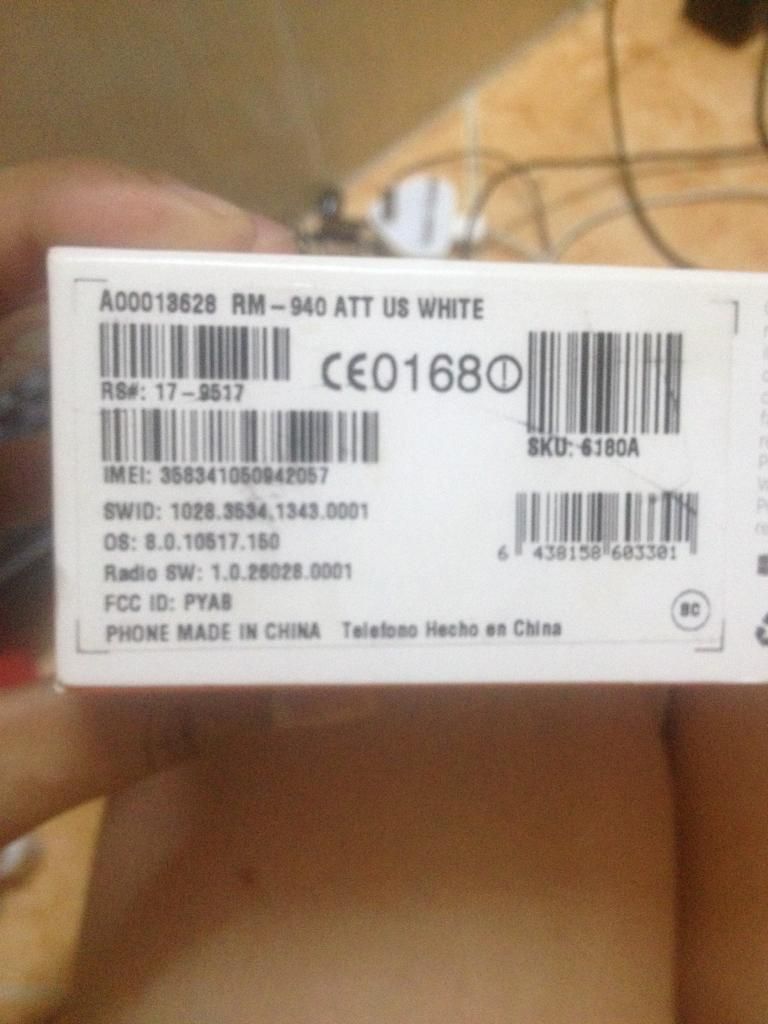 A00013628 RM-940 ATT US WHITE
CE0168
RS#: 17-9517
SKU: 6180A
IMEI: 358341050942057
SWID: 1028.3534.1343.0001
6 438158 603301
OS: 8.0.10517.150
Radio SW: 1.0.26028.0001
FCC ID: PYAB
PHONE MADE IN CHINA Telefono Hecho en China